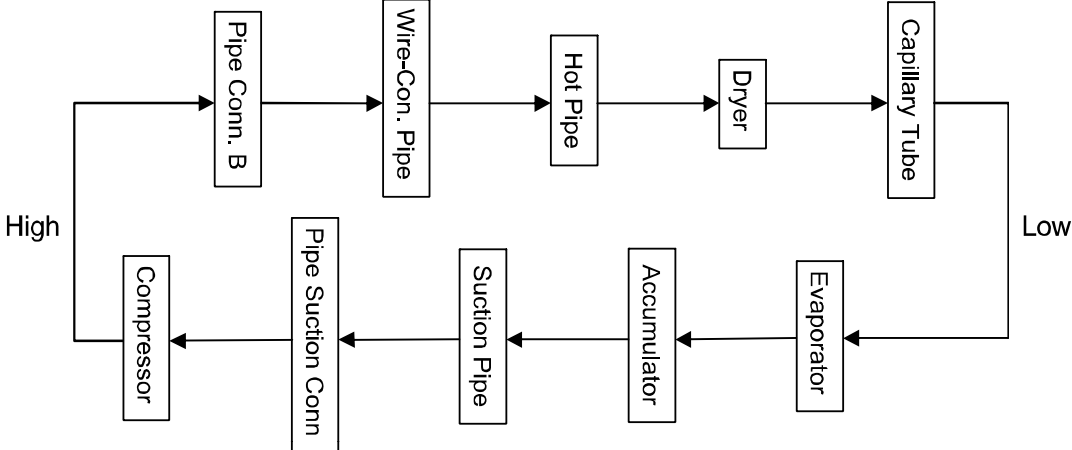 Pipe Conn. B
Wire-Con. Pipe
Hot Pipe
Dryer
Capillary Tube
High
Low
Compressor
Pipe Suction Conn
Suction Pipe
Accumulator
Evaporator